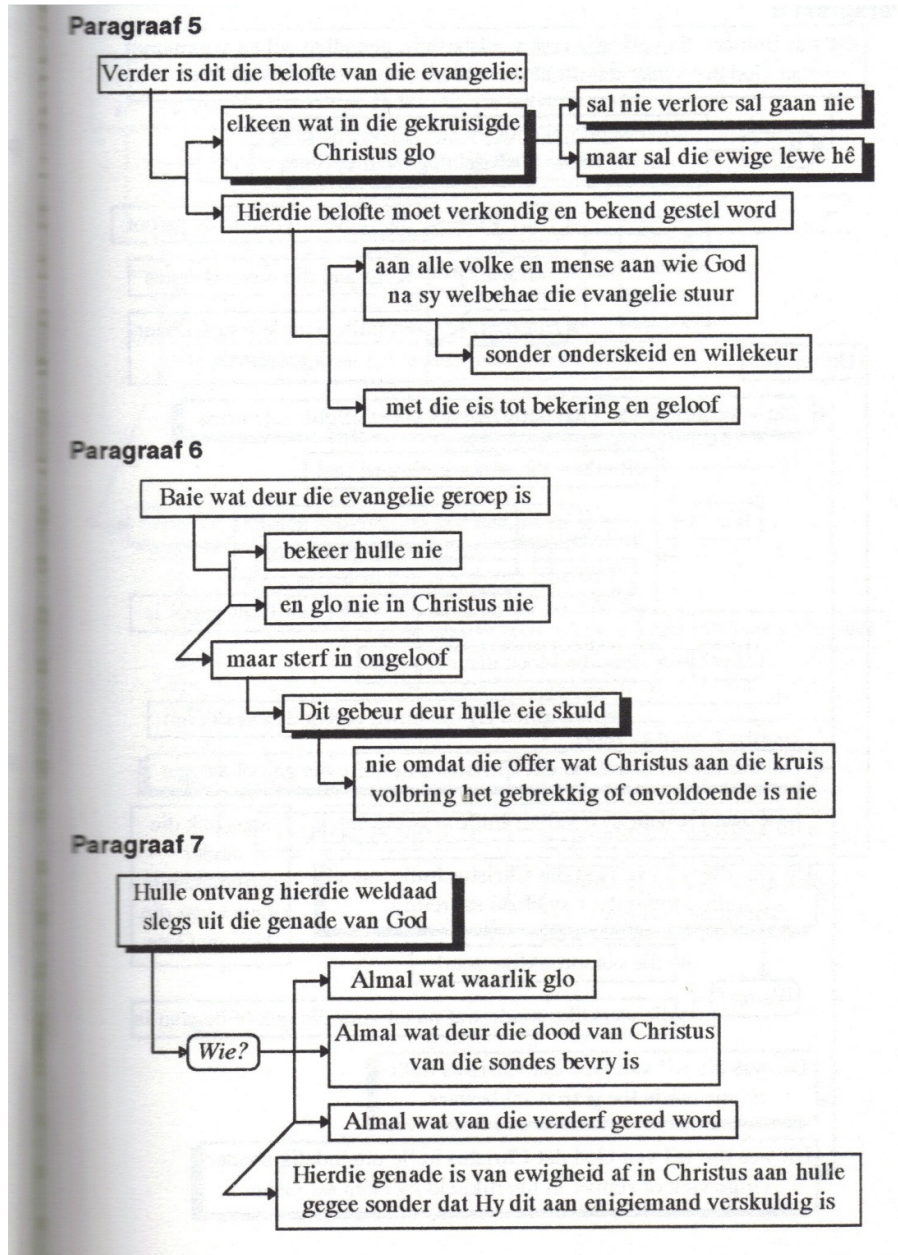 Paragraaf 5
Verder is dit die belofte van die evangelie:
elkeen wat in die gekruisigde
Christus glo
sal nie verlore sal gaan nie
maar sal die ewige lewe hê
Hierdie belofte moet verkondig en bekend gestel word
aan alle volke en mense aan wie God
na sy welbehae die evangelie stuur
sonder onderskeid en willekeur
met die eis tot bekering en geloof
Paragraaf 6
Baie wat deur die evangelie geroep is
bekeer hulle nie
en glo nie in Christus nie
maar sterf in ongeloof
Dit gebeur deur hulle eie skuld
nie omdat die offer wat Christus aan die kruis
volbring het gebrekkig of onvoldoende is nie
Paragraaf 7
Hulle ontvang hierdie weldaad
slegs uit die genade van God
Wie?
Almal wat waarlik glo
Almal wat deur die dood van Christus
van die sondes bevry is
Almal wat van die verderf gered word
Hierdie genade is van ewigheid af in Christus aan hulle
gegee sonder dat Hy dit aan enigiemand verskuldig is